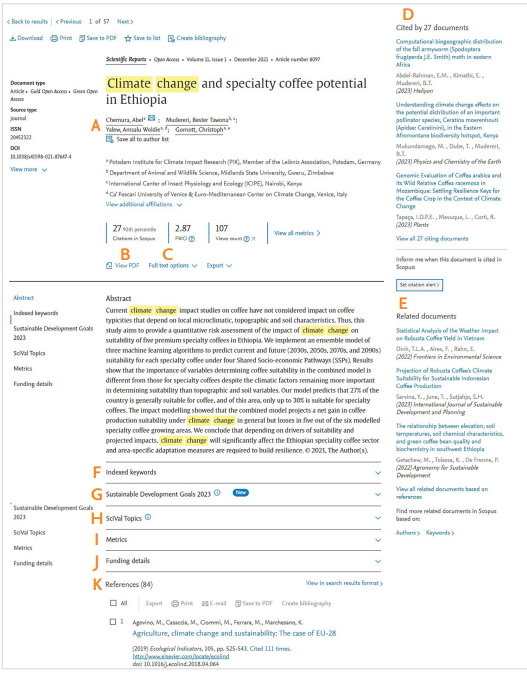 D
< Back to results | < Previous 1 of 57 Next >
Download Print Save to PDF Save to list Create bibliography
Scientific Reports • Open Access • Volume 11, Issue 1 • December 2021 • Article number 8097
Document type
Article • Gold Open Access • Green Open
Access
Source type
Journal
ISSN
20452322
DOI
10.1038/s41598-021-87647-4
View more
Climate change and specialty coffee potential
in Ethiopia
A
Chemura, Abel a ; Mudereri, Bester Tawona b, c;
Yalew, Amsalu Woldie a, d; Gornott, Christoph a, e
Save all to author list
a Potsdam Institute for Climate Impact Research (PIK), Member of the Leibniz Association, Potsdam, Germany
b Department of Animal and Wildlife Science, Midlands State University, Gweru, Zimbabwe
c International Center of Insect Physiology and Ecology (ICIPE), Nairobi, Kenya
d Ca' Foscari University of Venice & Euro-Mediterranean Center on Climate Change, Venice, Italy
View additional affiliations
27 92th percentile
Citations in Scopus
2.87
FWCI
107
Views count
View all metrics >
B
C
View PDF Full text options Export
Abstract
Indexed keywords
Sustainable Development Goals
2023
SciVal Topics
Metrics
Funding details
Abstract
Current climate change impact studies on coffee have not considered impact on coffee
typicities that depend on local microclimatic, topographic and soil characteristics. Thus, this
study aims to provide a quantitative risk assessment of the impact of climate change on
suitability of five premium specialty coffees in Ethiopia. We implement an ensemble model of
three machine learning algorithms to predict current and future (2030s, 2050s, 2070s, and 2090s)
suitability for each specialty coffee under four Shared Socio-economic Pathways (SSPs). Results
show that the importance of variables determining coffee suitability in the combined model is
different from those for specialty coffees despite the climatic factors remaining more important
in determining suitability than topographic and soil variables. Our model predicts that 27% of the
country is generally suitable for coffee, and of this area, only up to 30% is suitable for specialty
coffees. The impact modelling showed that the combined model projects a net gain in coffee
production suitability under climate change in general but losses in five out of the six modelled
specialty coffee growing areas. We conclude that depending on drivers of suitability and
projected impacts, climate change will significantly affect the Ethiopian specialty coffee sector
and area-specific adaptation measures are required to build resilience. © 2021, The Author(s).
F
Indexed keywords
G
Sustainable Development Goals 2023 New
H
SciVal Topics
I
Metrics
J
Funding details
Sustainable Development Goals
2023
SciVal Topics
Metrics
Funding details
K
References (84)
View in search results format >
All Export Print E-mail Save to PDF Create bibliography
1 Agovino, M., Casaccia, M., Ciommi, M., Ferrara, M., Marchesano, K.
Agriculture, climate change and sustainability: The case of EU-28
(2019) Ecological Indicators, 105, pp. 525-543. Cited 111 times.
http://www.elsevier.com/locate/ecolind
doi: 10.1016/j.ecolind.2018.04.064
Cited by 27 documents
Computational biogeographic distribution
of the fall armyworm (Spodoptera
frugiperda J.E. Smith) moth in eastern
Africa
Abdel-Rahman, E.M. , Kimathi, E. ,
Mudereri, B.T.
(2023) Heliyon
Understanding climate change effects on
the potential distribution of an important
pollinator species, Ceratina moerenhouti
(Apidae: Ceratinini), in the Eastern
Afromontane biodiversity hotspot, Kenya
Mukundamago, M. , Dube, T. , Mudereri,
B.T.
(2023) Physics and Chemistry of the Earth
Genomic Evaluation of Coffea arabica and
Its Wild Relative Coffea racemosa in
Mozambique: Settling Resilience Keys for
the Coffee Crop in the Context of Climate
Change
Tapaça, I.D.P.E. , Mavuque, L. , Corti, R.
(2023) Plants
View all 27 citing documents
Inform me when this document is cited in
Scopus:
Set citation alert >
E
Related documents
Statistical Analysis of the Weather Impact
on Robusta Coffee Yield in Vietnam
Dinh, T.L.A. , Aires, F. , Rahn, E.
(2022) Frontiers in Environmental Science
Projection of Robusta Coffee's Climate
Suitability for Sustainable Indonesian
Coffee Production
Sarvina, Y. , June, T. , Sutjahjo, S.H.
(2023) International Journal of Sustainable
Development and Planning
The relationship between elevation, soil
temperatures, soil chemical characteristics,
and green coffee bean quality and
biochemistry in southwest Ethiopia
Getachew, M. , Tolassa, K. , De Frenne, P.
(2022) Agronomy for Sustainable
Development
View all related documents based on
references
Find more related documents in Scopus
based on:
Authors > Keywords >